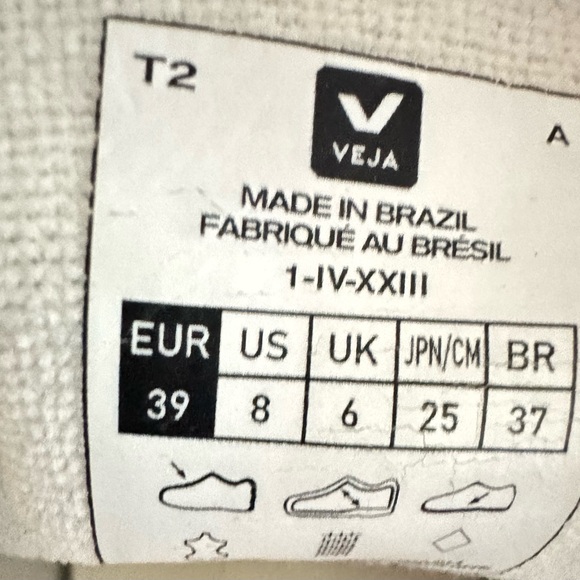 T2
A
V
VEJA
MADE IN BRAZIL
FABRIQUÉ AU BRÉSIL
1-IV-XXIII
EUR US UK JPN/CM BR
39 8 6 25 37